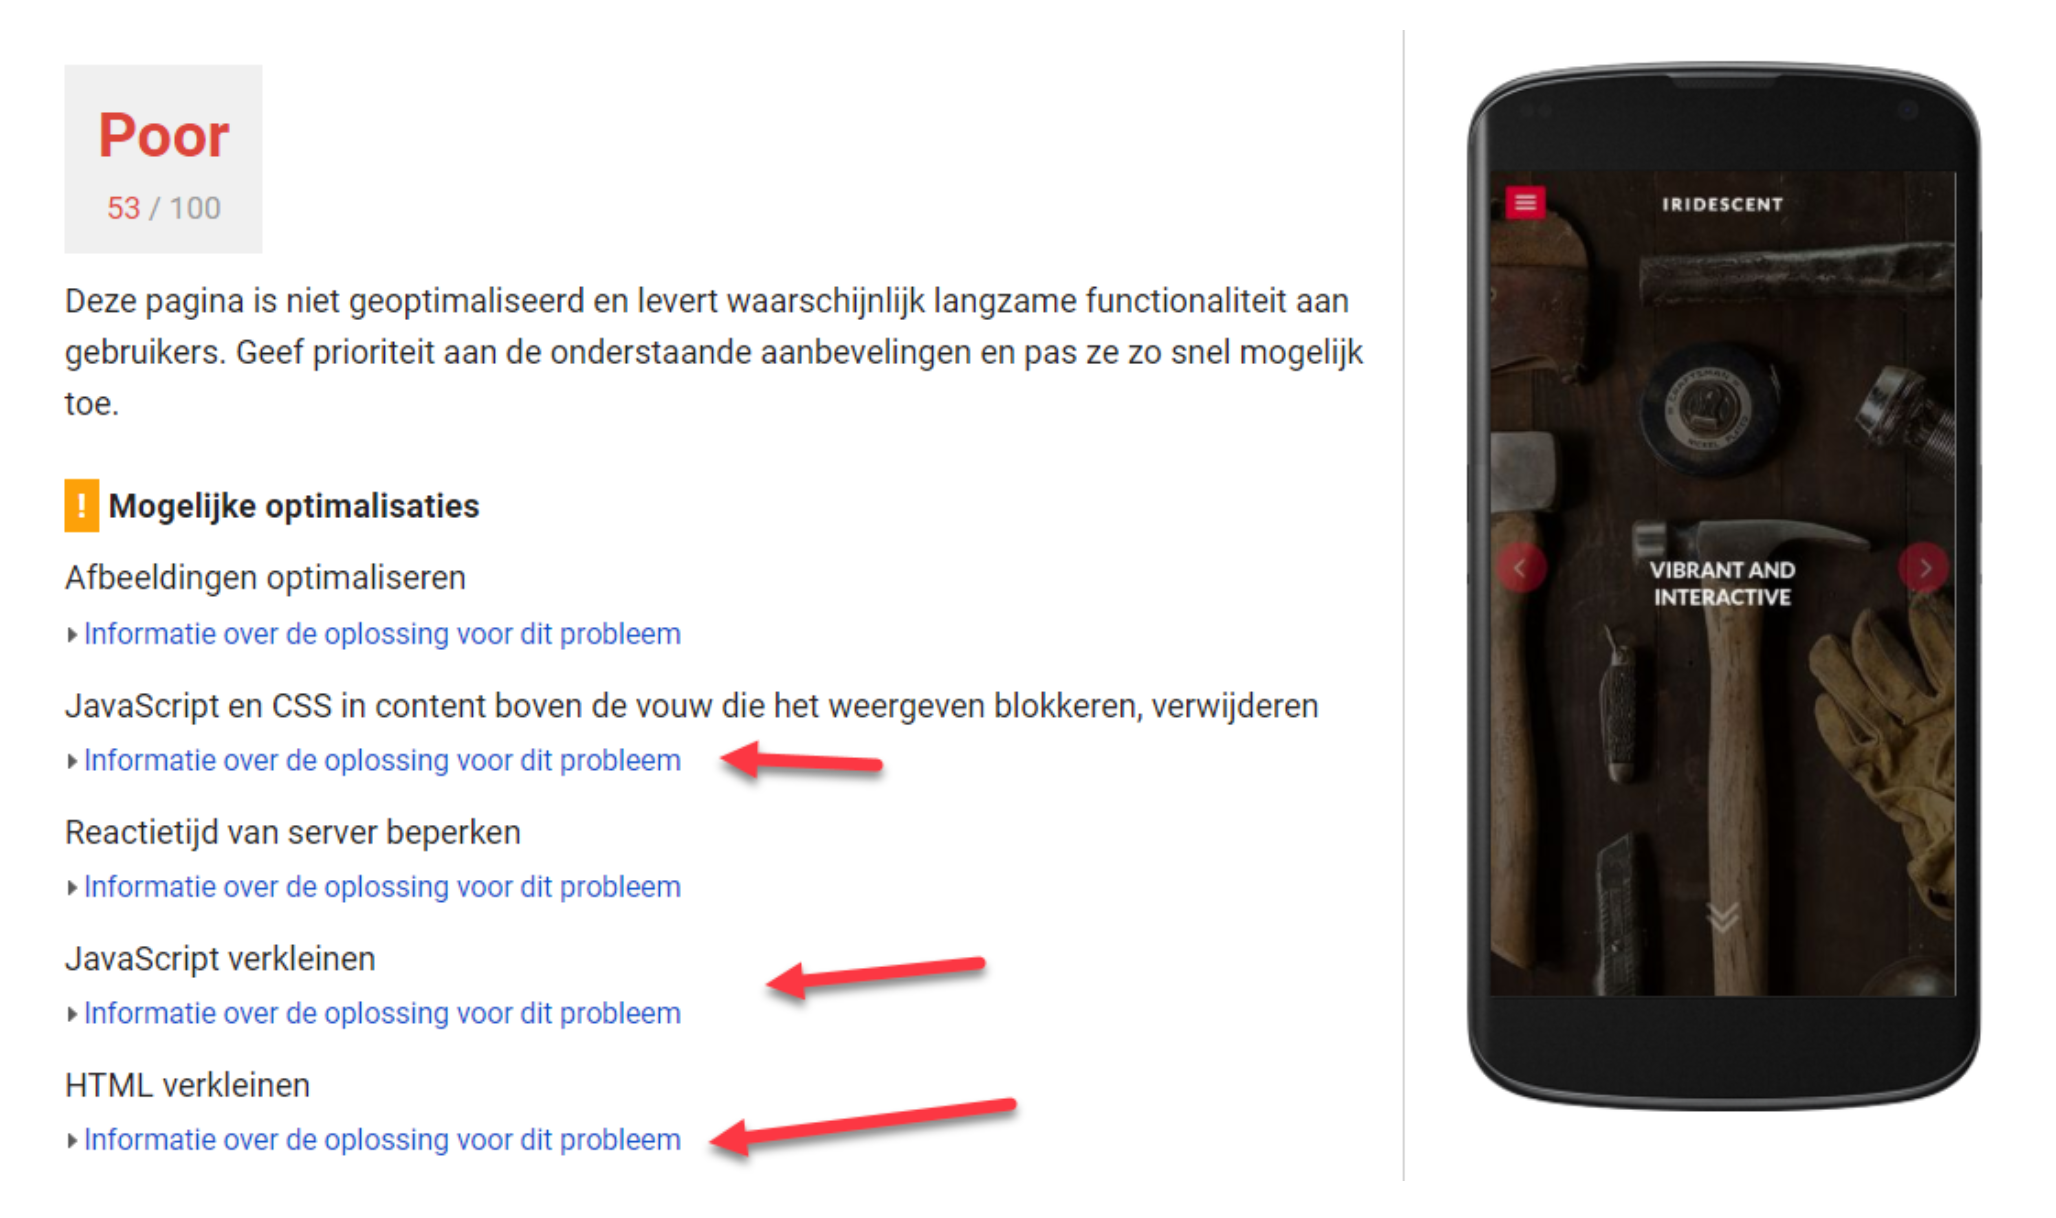 Poor
53 / 100
Deze pagina is niet geoptimaliseerd en levert waarschijnlijk langzame functionaliteit aan
gebruikers. Geef prioriteit aan de onderstaande aanbevelingen en pas ze zo snel mogelijk
toe.
! Mogelijke optimalisaties
Afbeeldingen optimaliseren
Informatie over de oplossing voor dit probleem
JavaScript en CSS in content boven de vouw die het weergeven blokkeren, verwijderen
Informatie over de oplossing voor dit probleem
Reactietijd van server beperken
Informatie over de oplossing voor dit probleem
JavaScript verkleinen
Informatie over de oplossing voor dit probleem
HTML verkleinen
Informatie over de oplossing voor dit probleem
IRIDESCENT
CRAFTSMAN
NICKEL PLATED
VIBRANT AND
INTERACTIVE